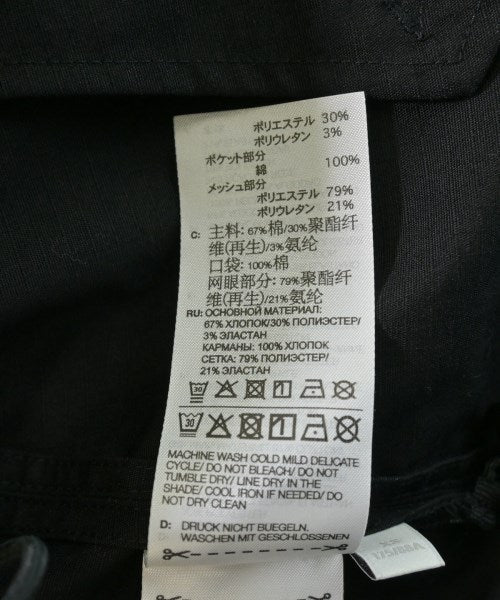 ポリエステル 30%
ポリウレタン 3%
ポケット部分
綿 100%
メッシュ部分
ポリエステル 79%
ポリウレタン 21%
C: 主料: 67%棉/30%聚酯纤
维(再生)/3%氨纶
口袋: 100%棉
网眼部分: 79%聚酯纤
维(再生)/21%氨纶
RU: ОСНОВНОЙ МАТЕРИАЛ:
67% ХЛОПОК/30% ПОЛИЭСТЕР/
3% ЭЛАСТАН
КАРМАНЫ: 100% ХЛОПОК
СЕТКА: 79% ПОЛИЭСТЕР/
21% ЭЛАСТАН
30
30
MACHINE WASH COLD MILD DELICATE
CYCLE/ DO NOT BLEACH/ DO NOT
TUMBLE DRY/ LINE DRY IN THE
SHADE/ COOL IRON IF NEEDED/ DO
NOT DRY CLEAN
D: DRUCK NICHT BUEGELN.
WASCHEN MIT GESCHLOSSENEN
175/88A